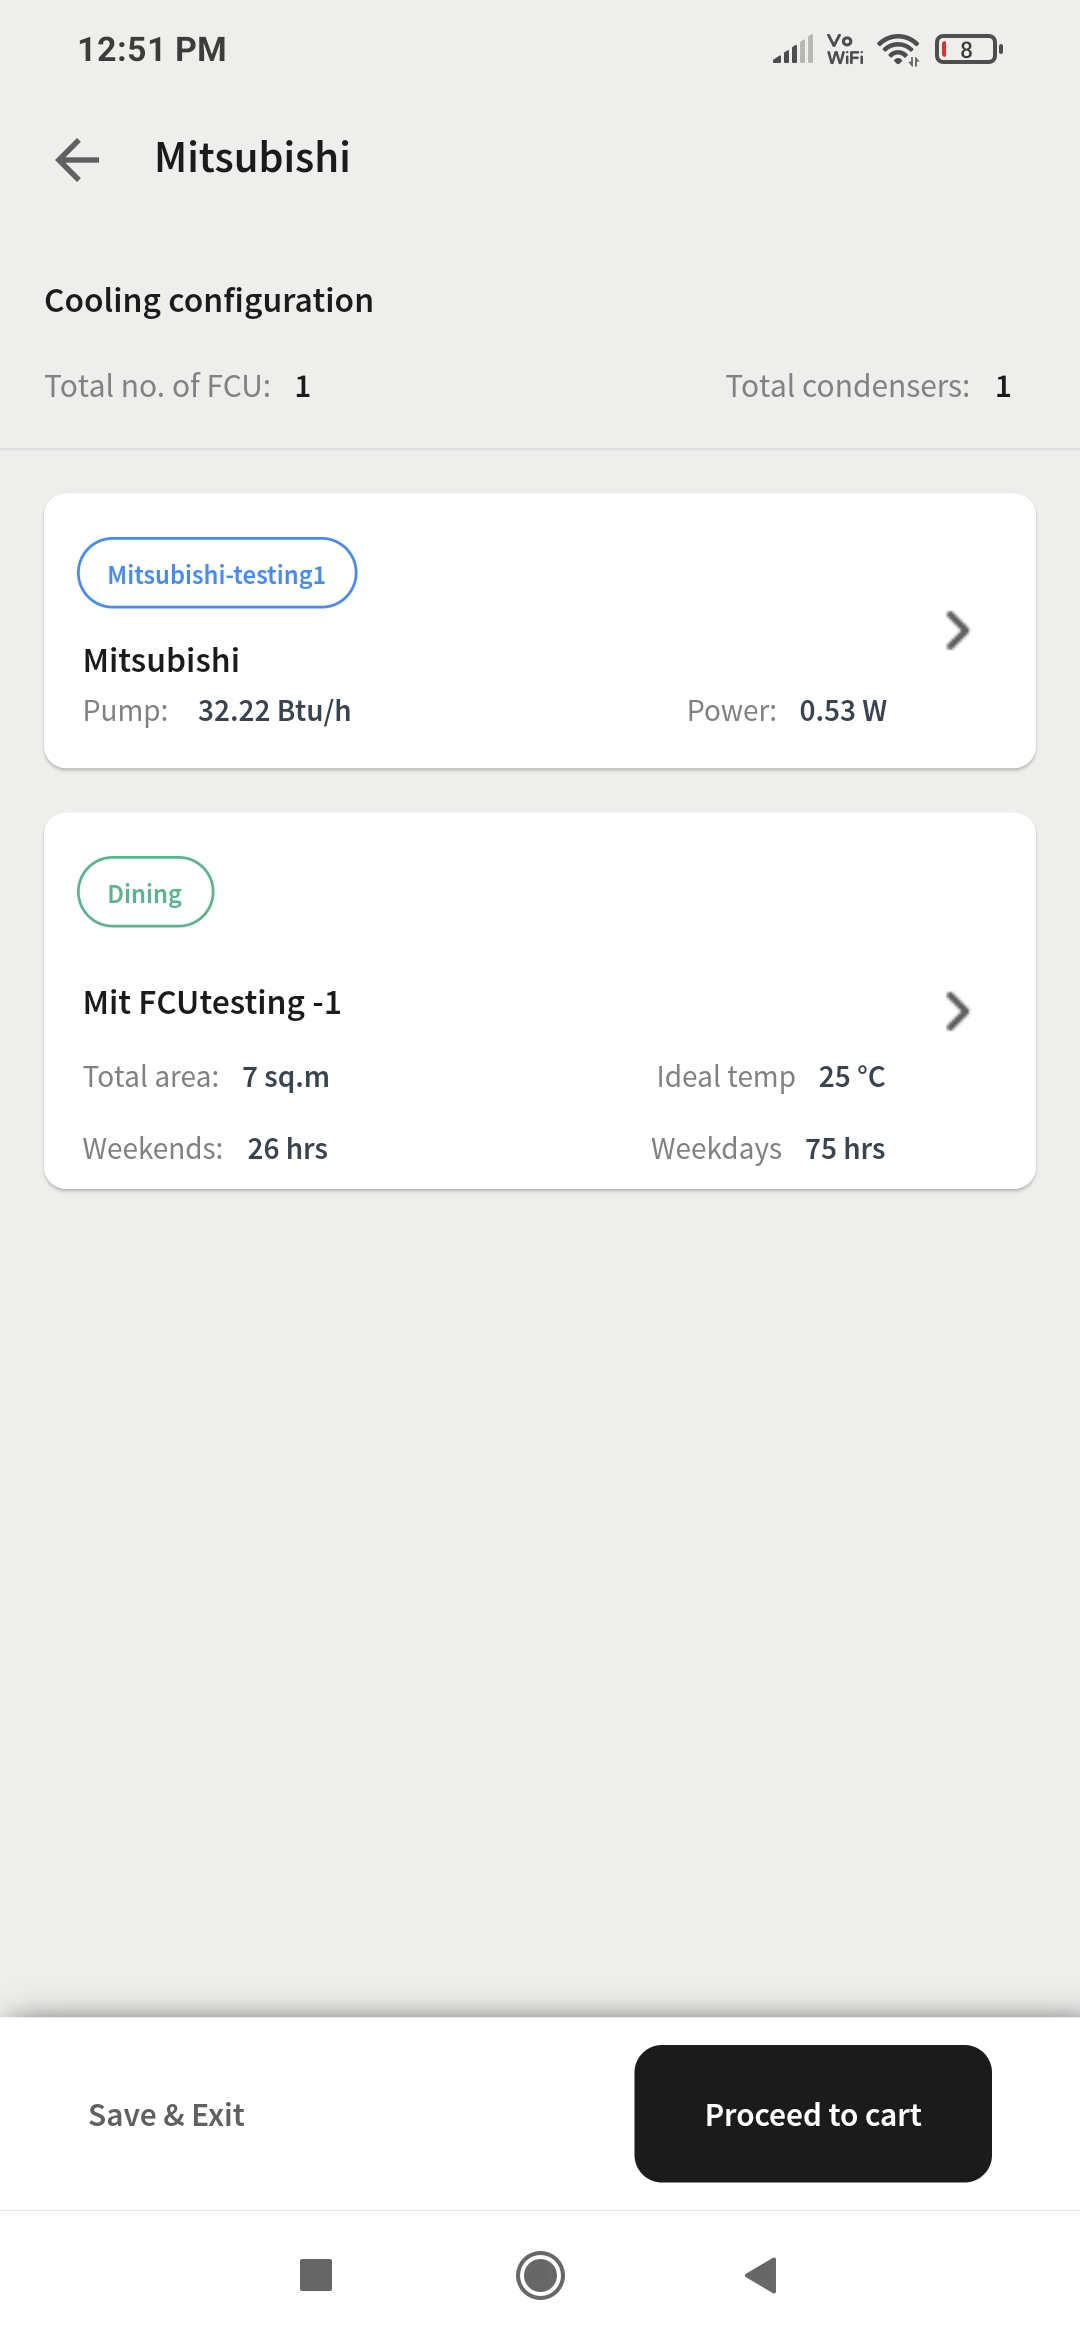 12:51 PM
Vo
WiFi
8
Mitsubishi
Cooling configuration
Total no. of FCU: 1 Total condensers: 1
Mitsubishi-testing1
Mitsubishi
Pump: 32.22 Btu/h Power: 0.53 W
Dining
Mit FCUtesting -1
Total area: 7 sq.m Ideal temp 25 °C
Weekends: 26 hrs Weekdays 75 hrs
Save & Exit Proceed to cart